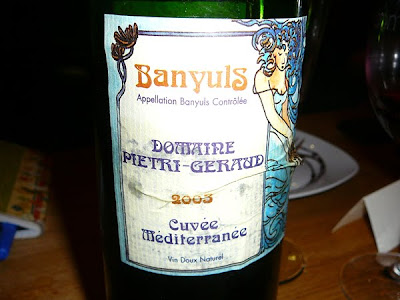 Banyuls
Appellation Banyuls Contrôlée
DOMAINE
PIETRI-GERAUD
2003
Cuvée
Méditerranée
Vin Doux Naturel